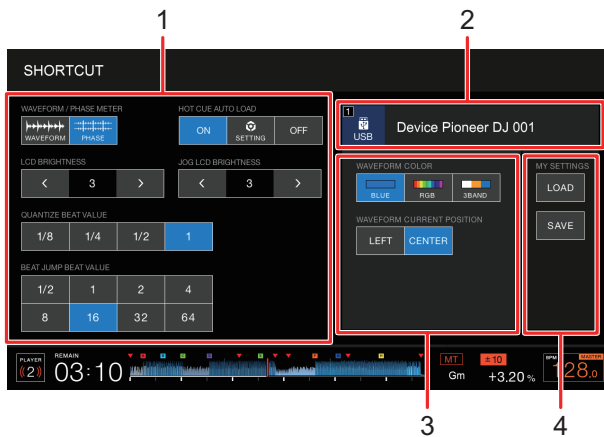 1
2
SHORTCUT
WAVEFORM / PHASE METER
HOT CUE AUTO LOAD
WAVEFORM
PHASE
ON
SETTING
OFF
LCD BRIGHTNESS
JOG LCD BRIGHTNESS
< 3 >
< 3 >
QUANTIZE BEAT VALUE
1/8
1/4
1/2
1
BEAT JUMP BEAT VALUE
1/2
1
2
4
8
16
32
64
1
USB
Device Pioneer DJ 001
WAVEFORM COLOR
BLUE
RGB
3BAND
WAVEFORM CURRENT POSITION
LEFT
CENTER
MY SETTINGS
LOAD
SAVE
PLAYER
2
REMAIN
03:10
MT
±10
Gm
+3.20 %
BPM
MASTER
128.0
3
4